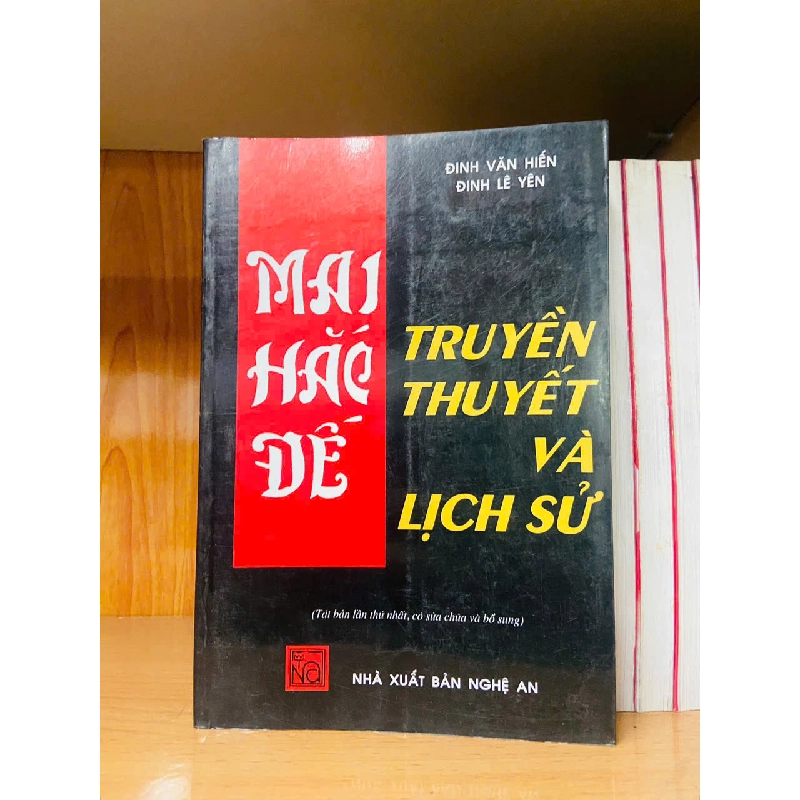 ĐINH VĂN HIẾN
ĐINH LÊ YÊN
MAI
HẮC
ĐẾ
TRUYỀN
THUYẾT
VÀ
LỊCH SỬ
(Tái bản lần thứ nhất, có sửa chữa và bổ sung)
NA
NHÀ XUẤT BẢN NGHỆ AN